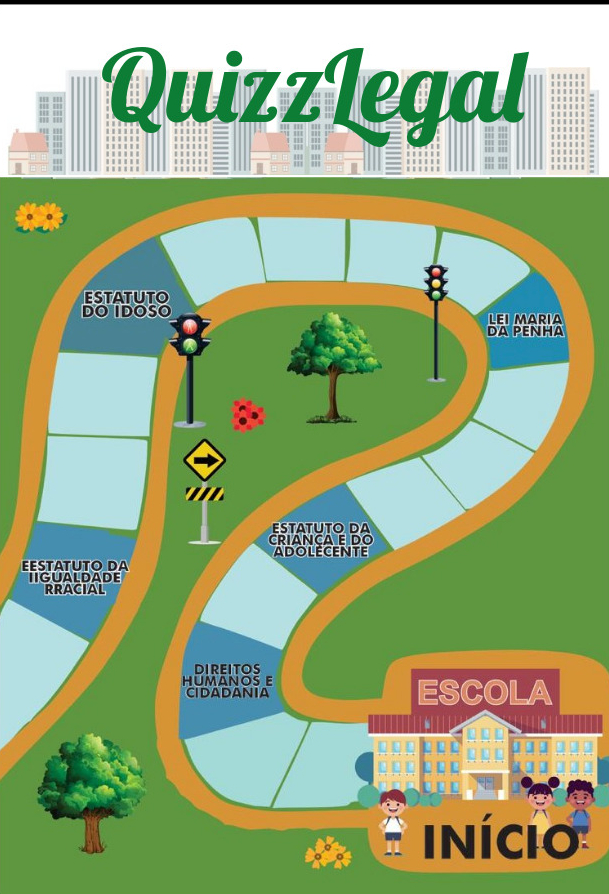 QuizzLegal
ESTATUTO
DO IDOSO
LEI MARIA
DA PENHA
ESTATUTO DA
CRIANÇA E DO
ADOLECENTE
EESTATUTO DA
IIGUALDADE
RRACIAL
DIREITOS
HUMANOS E
CIDADANIA
ESCOLA
INÍCIO